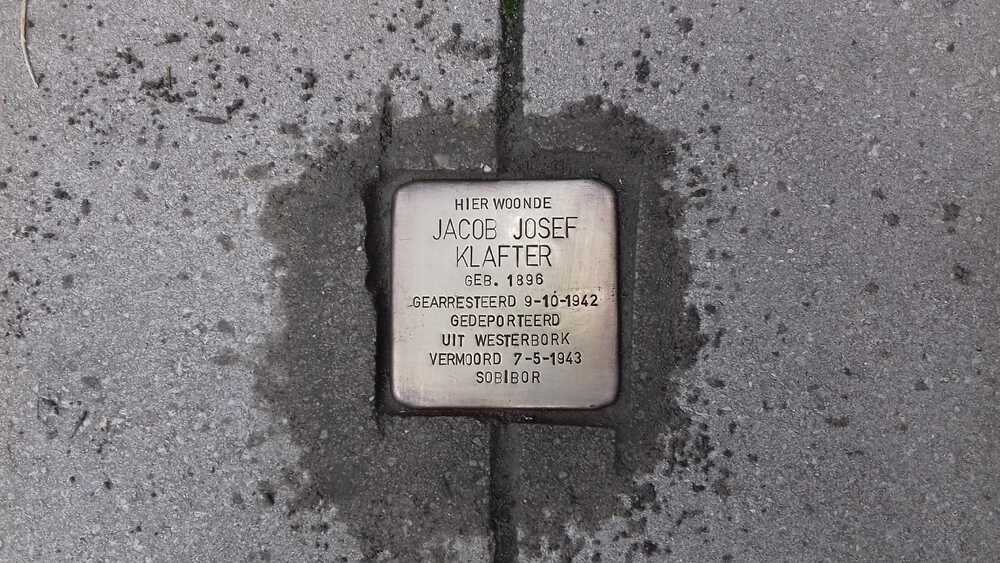 HIER WOONDE
JACOB JOSEF
KLAFTER
GEB. 1896
GEARRESTEERD 9-10-1942
GEDEPORTEERD
UIT WESTERBORK
VERMOORD 7-5-1943
SOBIBOR